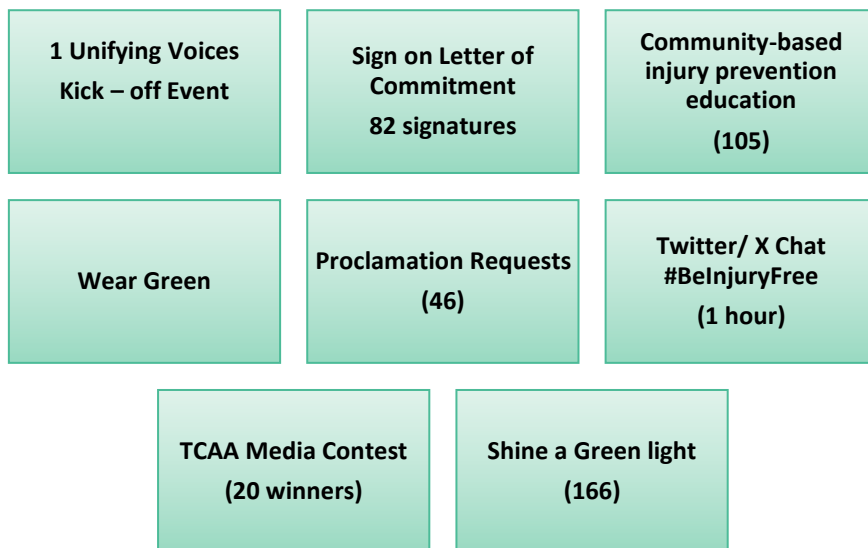 1 Unifying Voices
Kick – off Event
Sign on Letter of
Commitment
82 signatures
Community-based
injury prevention
education
(105)
Wear Green
Proclamation Requests
(46)
Twitter/ X Chat
#BeInjuryFree
(1 hour)
TCAA Media Contest
(20 winners)
Shine a Green light
(166)